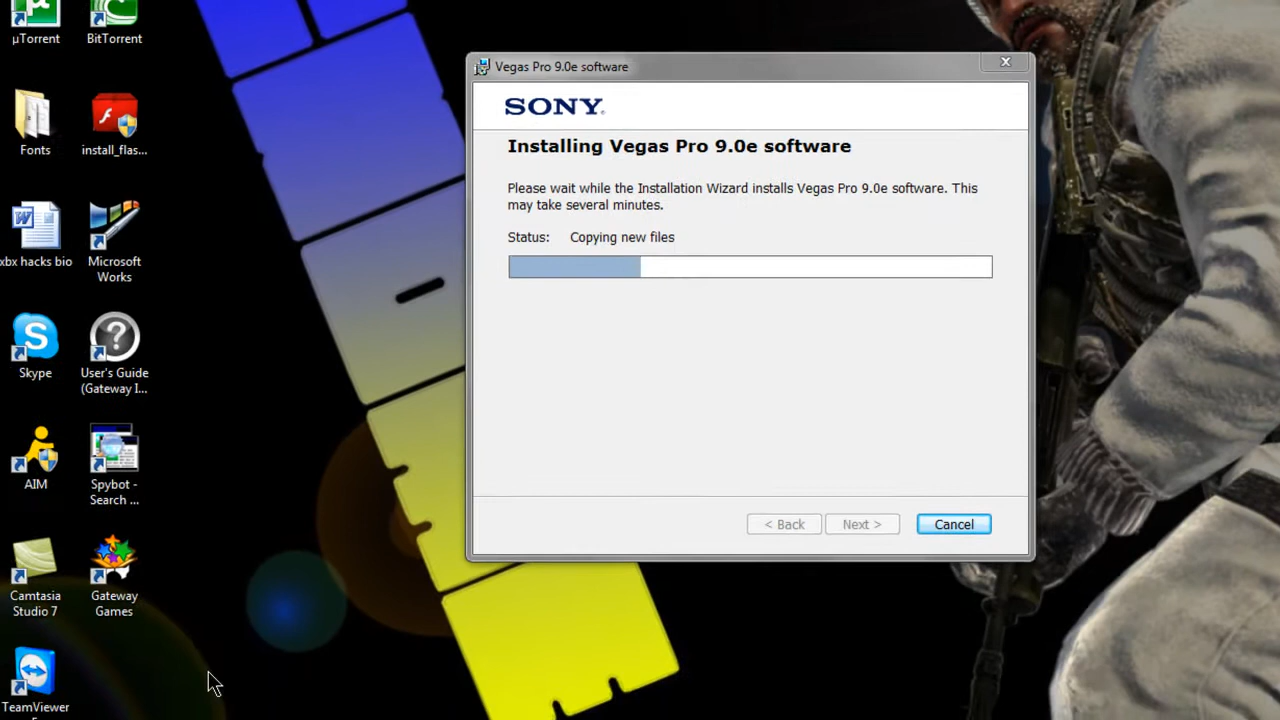 µTorrent
BitTorrent
Fonts
install_flas...
xbx hacks bio
Microsoft
Works
Skype
User's Guide
(Gateway I...
AIM
Spybot -
Search ...
Camtasia
Studio 7
Gateway
Games
TeamViewer
Vegas Pro 9.0e software
SONY
Installing Vegas Pro 9.0e software
Please wait while the Installation Wizard installs Vegas Pro 9.0e software. This
may take several minutes.
Status: Copying new files
< Back Next > Cancel